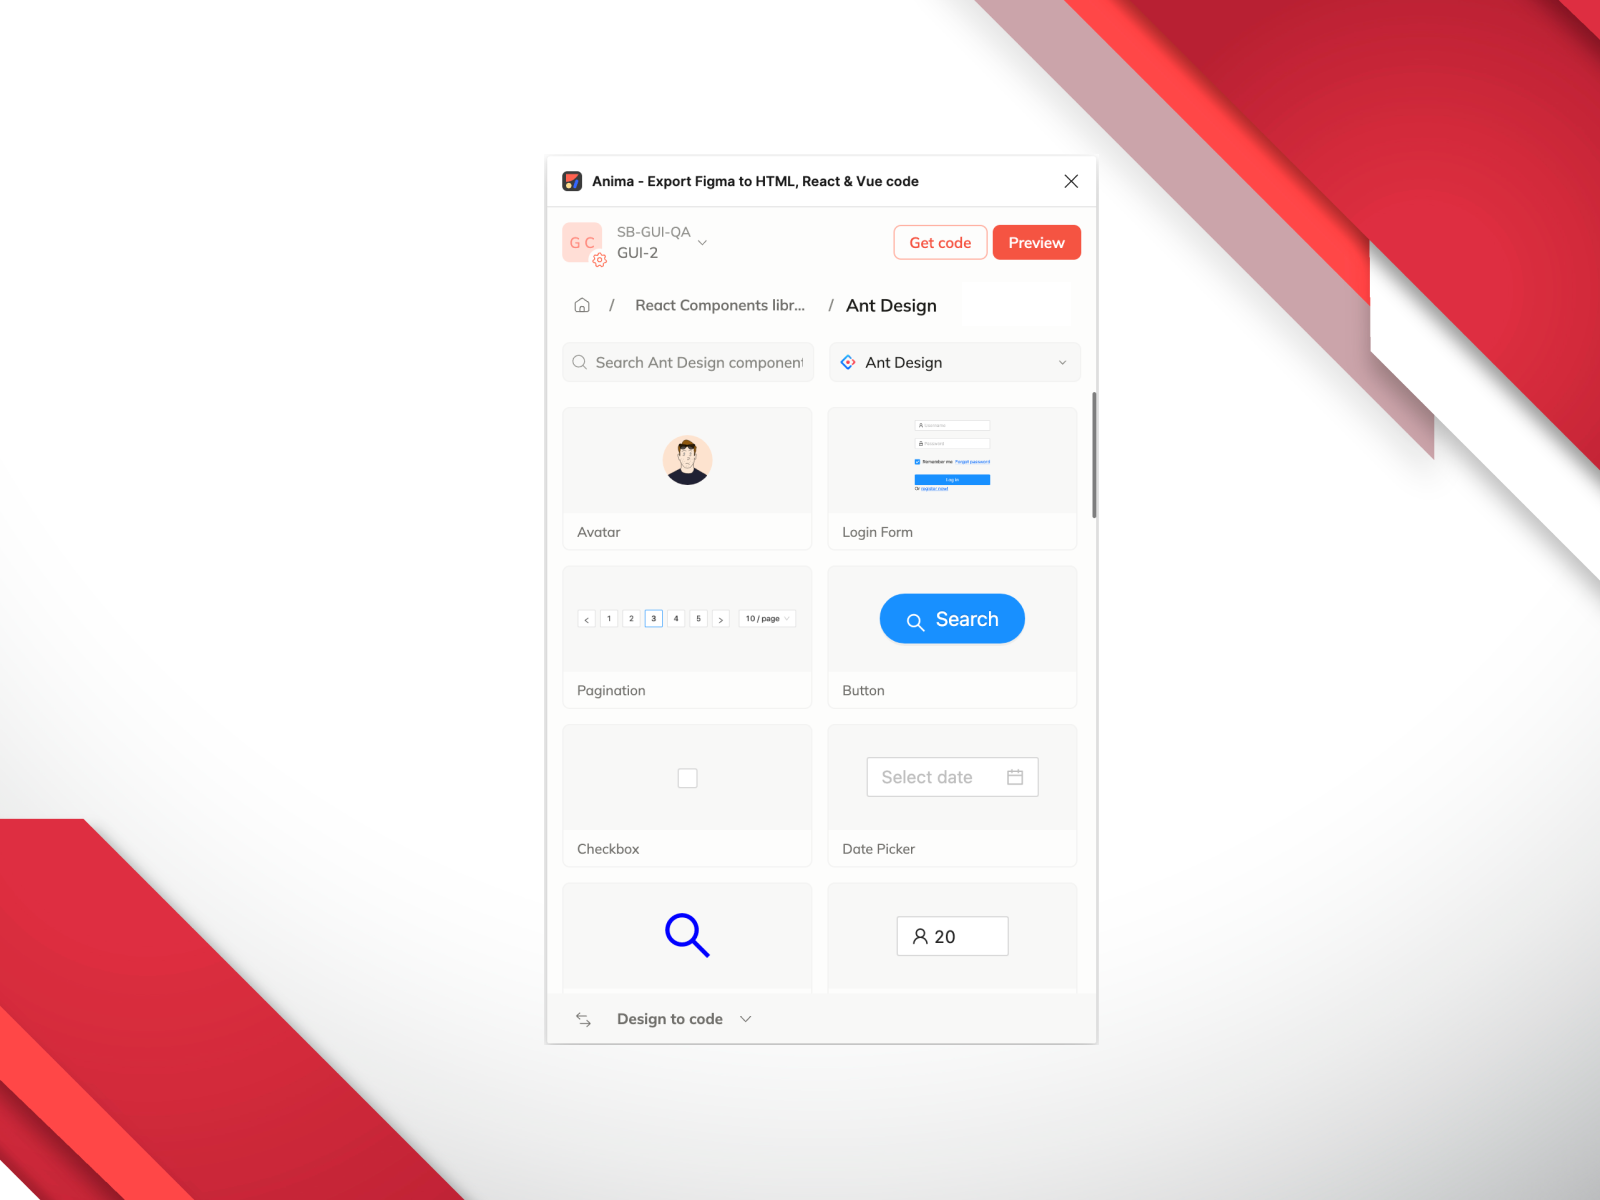 Anima - Export Figma to HTML, React & Vue code
G C
SB-GUI-QA
GUI-2
Get code
Preview
/ React Components libr... / Ant Design
Search Ant Design component
Ant Design
Username
Password
Remember me Forgot password
Log in
Or register now!
Avatar
Login Form
< 1 2 3 4 5 > 10 / page
Search
Pagination
Button
Select date
Checkbox
Date Picker
20
Design to code